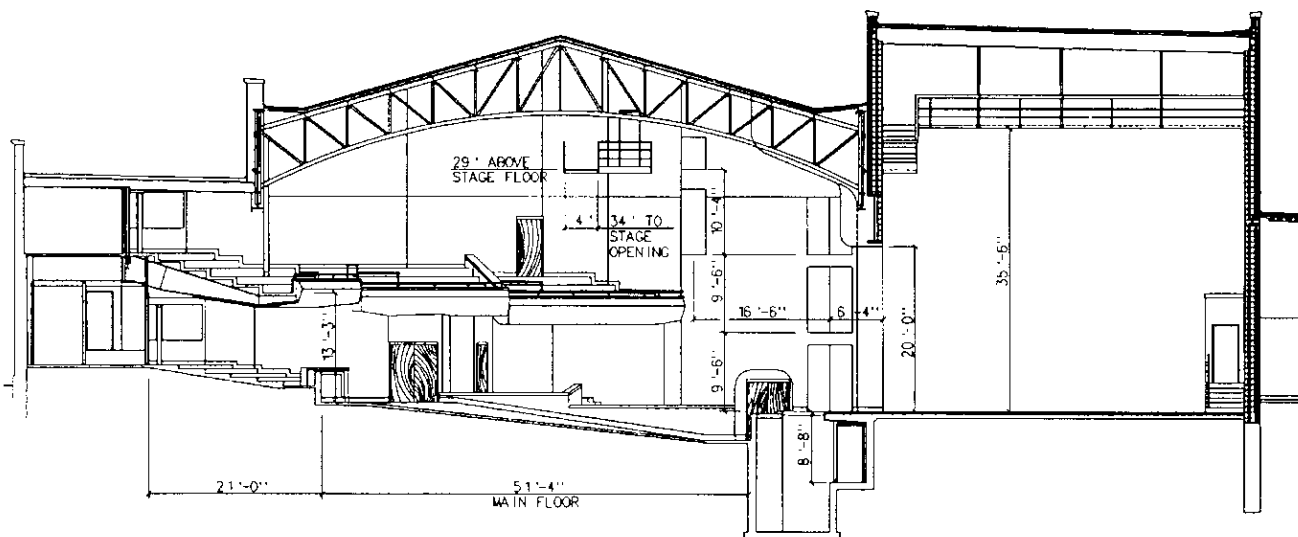 29' ABOVE
STAGE FLOOR
4' 34' TO
STAGE
OPENING
10'-4"
9'-6"
16'-6" 6'-4"
35'-6"
20'-0"
13'-3"
9'-6"
8'-8"
21'-0" 51'-4"
MAIN FLOOR